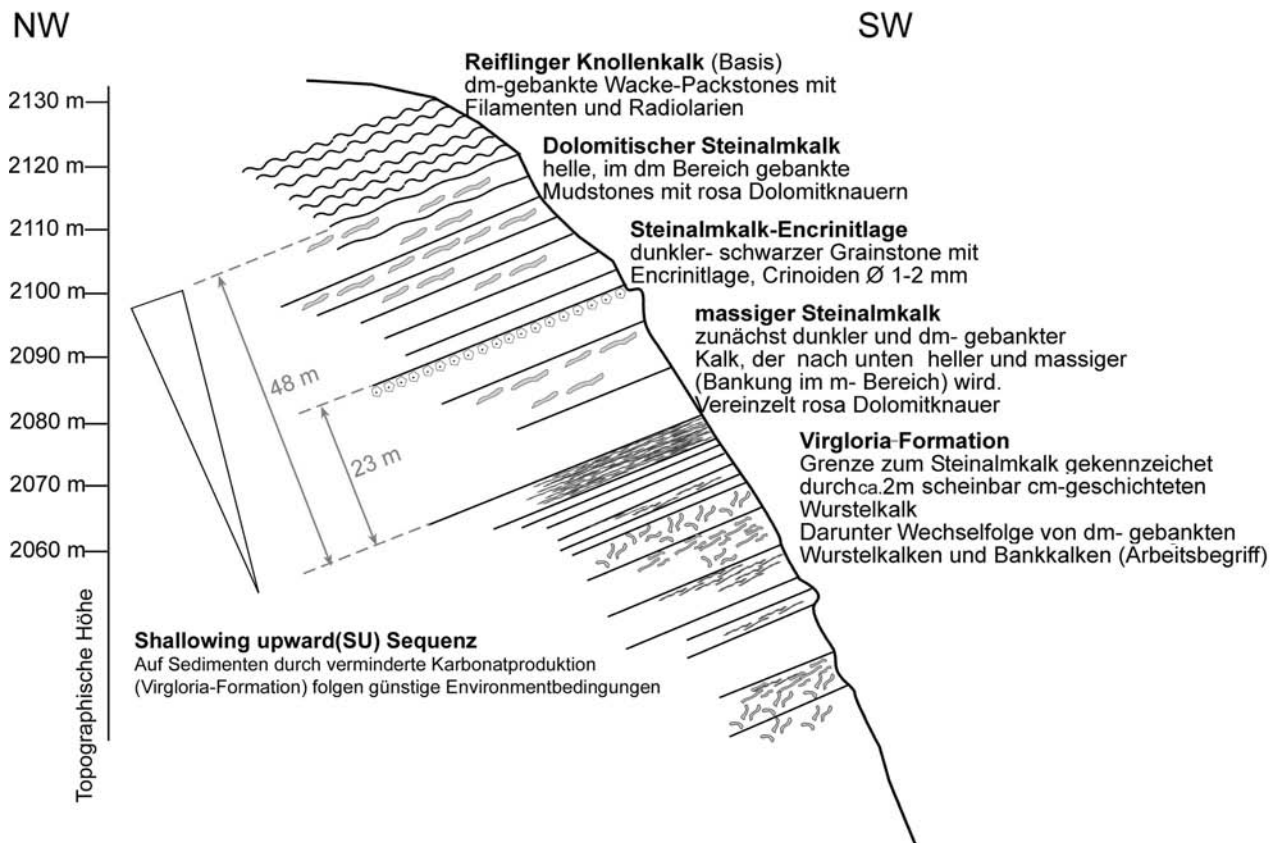 NW
SW
Reiflinger Knollenkalk (Basis)
dm-gebankte Wacke-Packstones mit
Filamenten und Radiolarien
Dolomitischer Steinalmkalk
helle, im dm Bereich gebankte
Mudstones mit rosa Dolomitknauern
Steinalmkalk-Encrinitlage
dunkler- schwarzer Grainstone mit
Encrinitlage, Crinoiden Ø 1-2 mm
massiger Steinalmkalk
zunächst dunkler und dm- gebankter
Kalk, der nach unten heller und massiger
(Bankung im m- Bereich) wird.
Vereinzelt rosa Dolomitknauer
Virgloria-Formation
Grenze zum Steinalmkalk gekennzeichet
durch ca. 2m scheinbar cm-geschichteten
Wurstelkalk
Darunter Wechselfolge von dm- gebankten
Wurstelkalken und Bankkalken (Arbeitsbegriff)
2130 m
2120 m
2110 m
2100 m
2090 m
2080 m
2070 m
2060 m
Topographische Höhe
48 m
23 m
Shallowing upward(SU) Sequenz
Auf Sedimenten durch verminderte Karbonatproduktion
(Virgloria-Formation) folgen günstige Environmentbedingungen